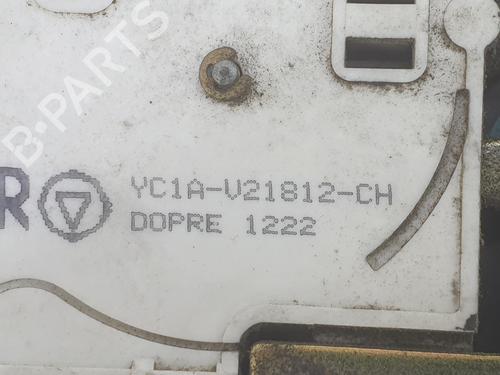 B-PARTS
R
YC1A-V21812-CH
DOPRE 1222